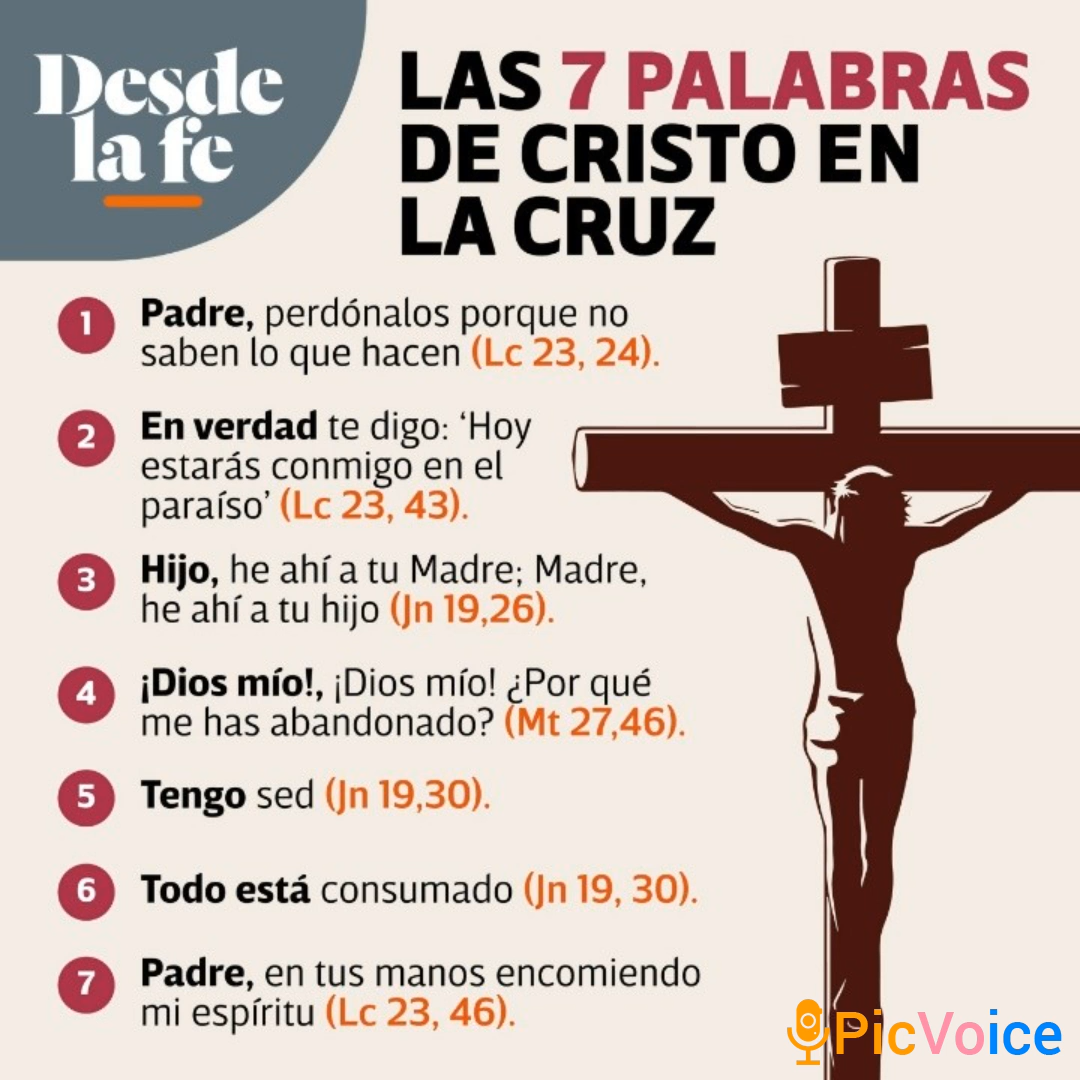 Desde
la fe
LAS 7 PALABRAS
DE CRISTO EN
LA CRUZ
1
Padre, perdónalos porque no
saben lo que hacen (Lc 23, 24).
2
En verdad te digo: ‘Hoy
estarás conmigo en el
paraíso’ (Lc 23, 43).
3
Hijo, he ahí a tu Madre; Madre,
he ahí a tu hijo (Jn 19,26).
4
¡Dios mío!, ¡Dios mío! ¿Por qué
me has abandonado? (Mt 27,46).
5
Tengo sed (Jn 19,30).
6
Todo está consumado (Jn 19, 30).
7
Padre, en tus manos encomiendo
mi espíritu (Lc 23, 46).
PicVoice